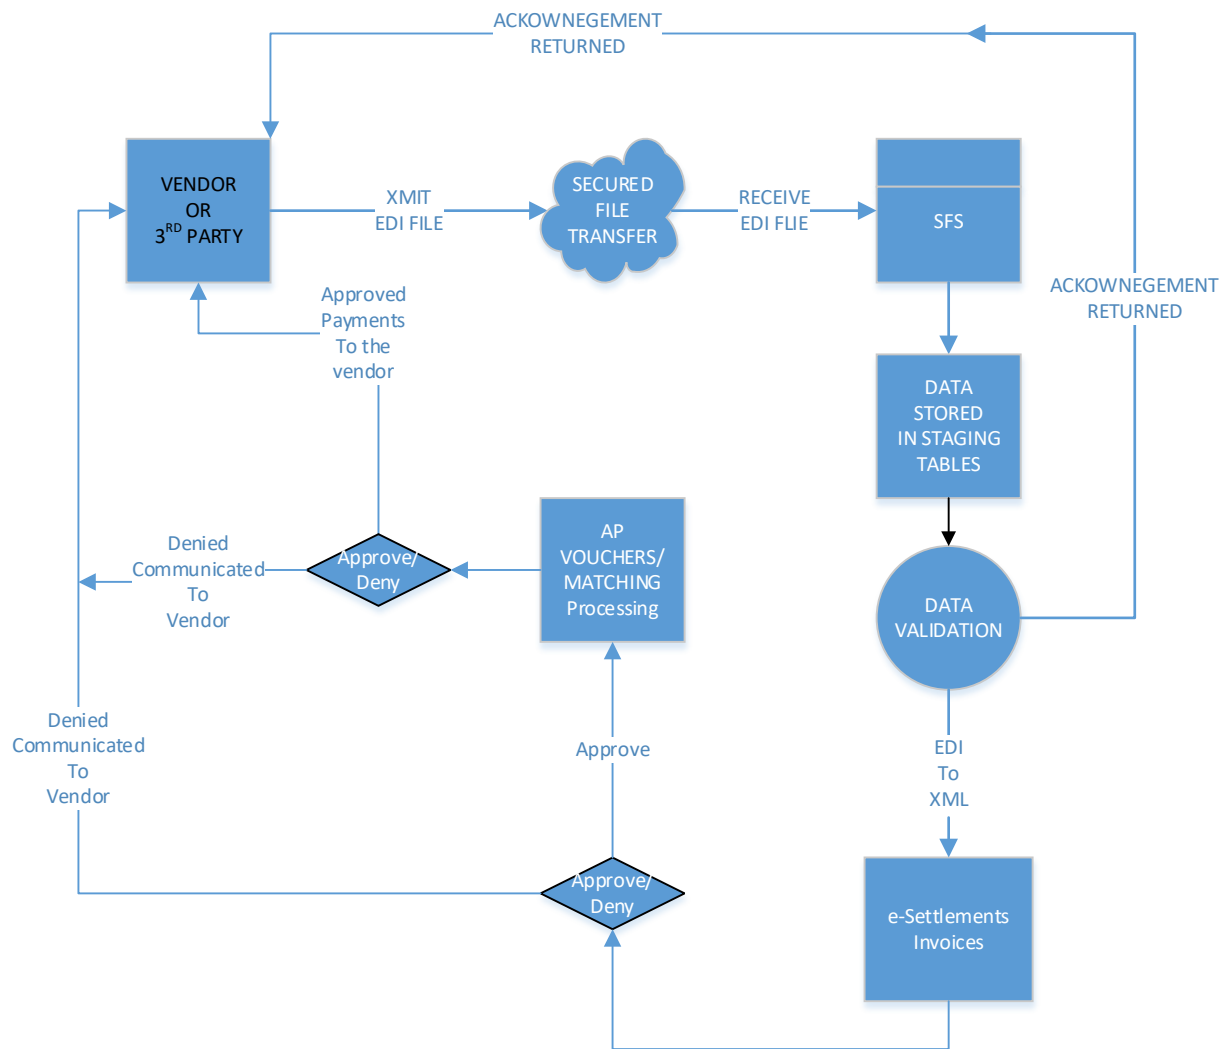 ACKOWNEGEMENT
RETURNED
VENDOR
OR
3RD PARTY
XMIT
EDI FILE
SECURED
FILE
TRANSFER
RECEIVE
EDI FLIE
SFS
ACKOWNEGEMENT
RETURNED
Approved
Payments
To the
vendor
DATA
STORED
IN STAGING
TABLES
Denied
Communicated
To
Vendor
Approve/
Deny
AP
VOUCHERS/
MATCHING
Processing
DATA
VALIDATION
Denied
Communicated
To
Vendor
Approve
EDI
To
XML
Approve/
Deny
e-Settlements
Invoices